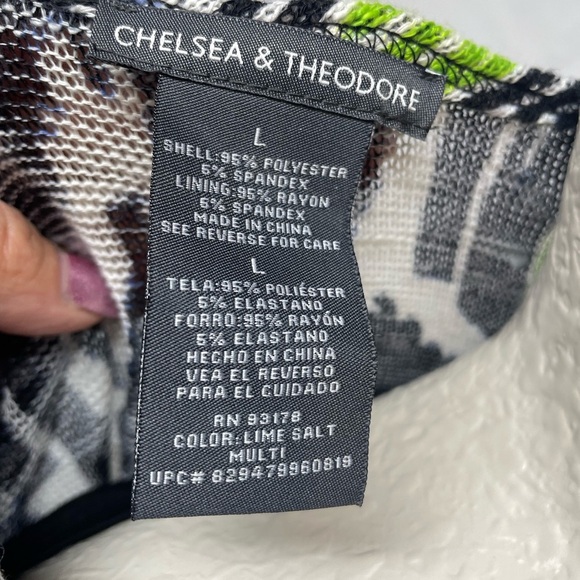 CHELSEA & THEODORE
L
SHELL:95% POLYESTER
5% SPANDEX
LINING:95% RAYON
5% SPANDEX
MADE IN CHINA
SEE REVERSE FOR CARE
L
TELA:95% POLIÉSTER
5% ELASTANO
FORRO:95% RAYÓN
5% ELASTANO
HECHO EN CHINA
VEA EL REVERSO
PARA EL CUIDADO
RN 93178
COLOR:LIME SALT
MULTI
UPC# 829479960819